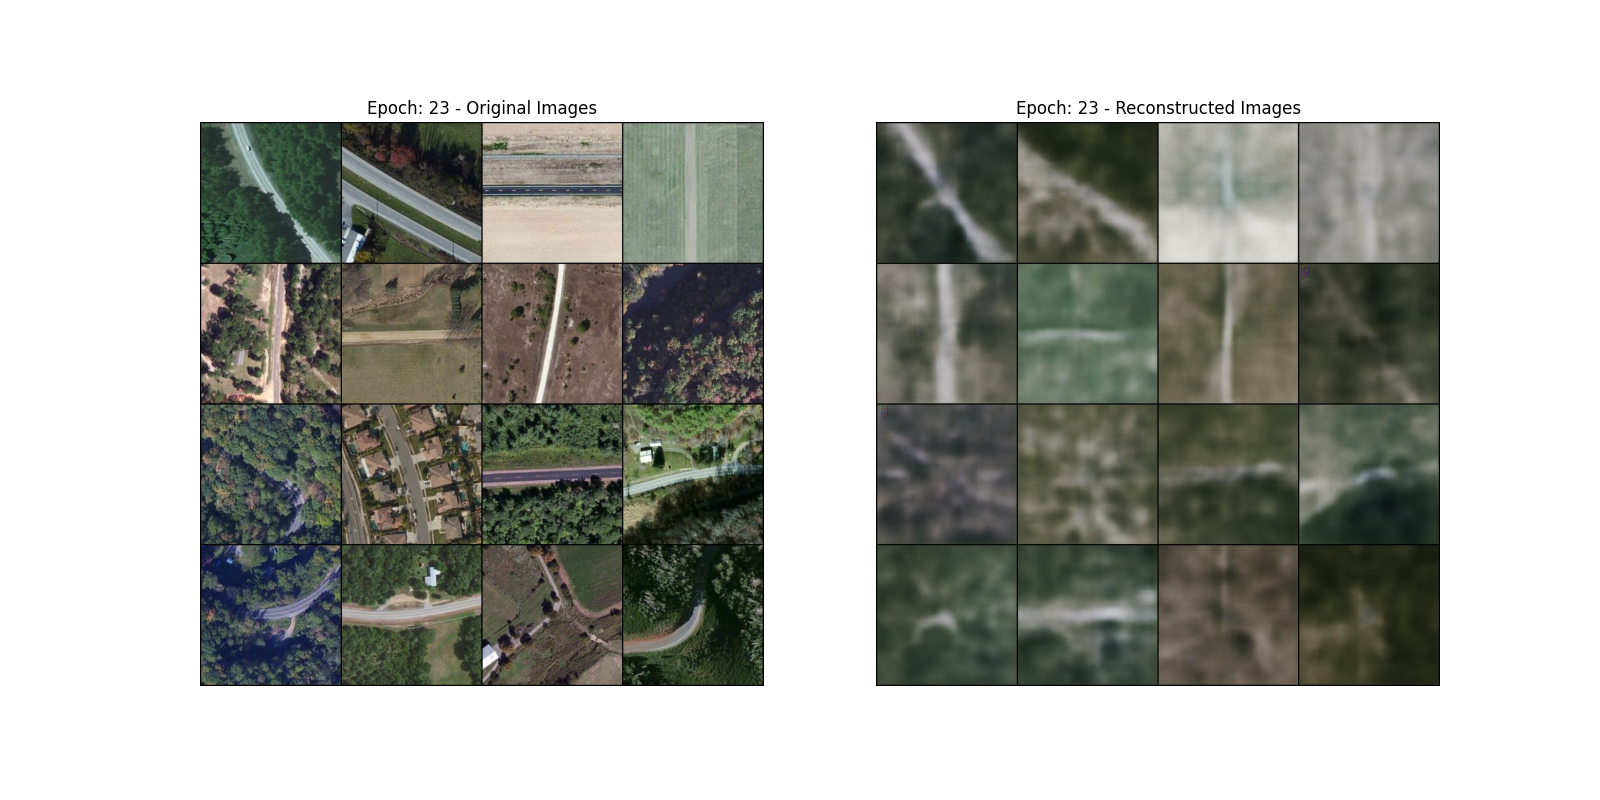 Epoch: 23 - Original Images
Epoch: 23 - Reconstructed Images